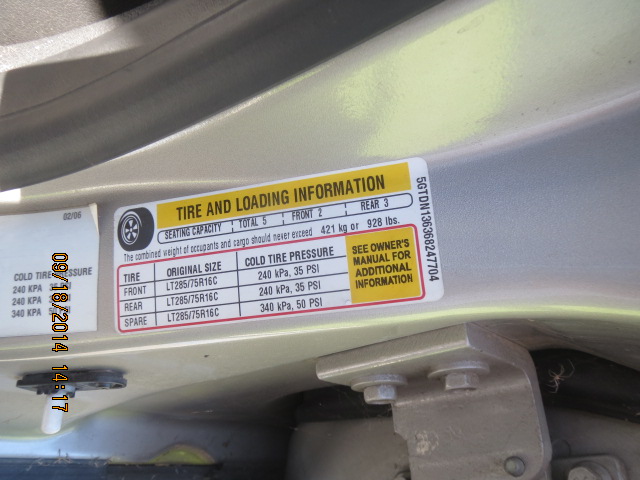 TIRE AND LOADING INFORMATION
SEATING CAPACITY TOTAL 5 FRONT 2 REAR 3
The combined weight of occupants and cargo should never exceed 421 kg or 928 lbs.
TIRE ORIGINAL SIZE COLD TIRE PRESSURE
FRONT LT285/75R16C 240 kPa, 35 PSI
REAR LT285/75R16C 240 kPa, 35 PSI
SPARE LT285/75R16C 340 kPa, 50 PSI
SEE OWNER'S
MANUAL FOR
ADDITIONAL
INFORMATION
5GTDN136368247704
02/06
COLD TIRE PRESSURE
240 KPA
240 KPA
340 KPA
09/18/2014 14:17